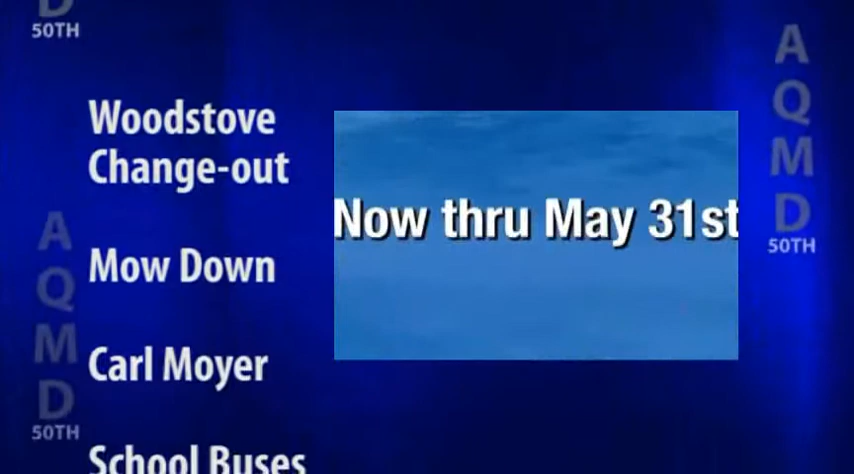 D
50TH
Woodstove
Change-out
Mow Down
Carl Moyer
School Buses
Now thru May 31st
A
Q
M
D
50TH
A
Q
M
D
50TH